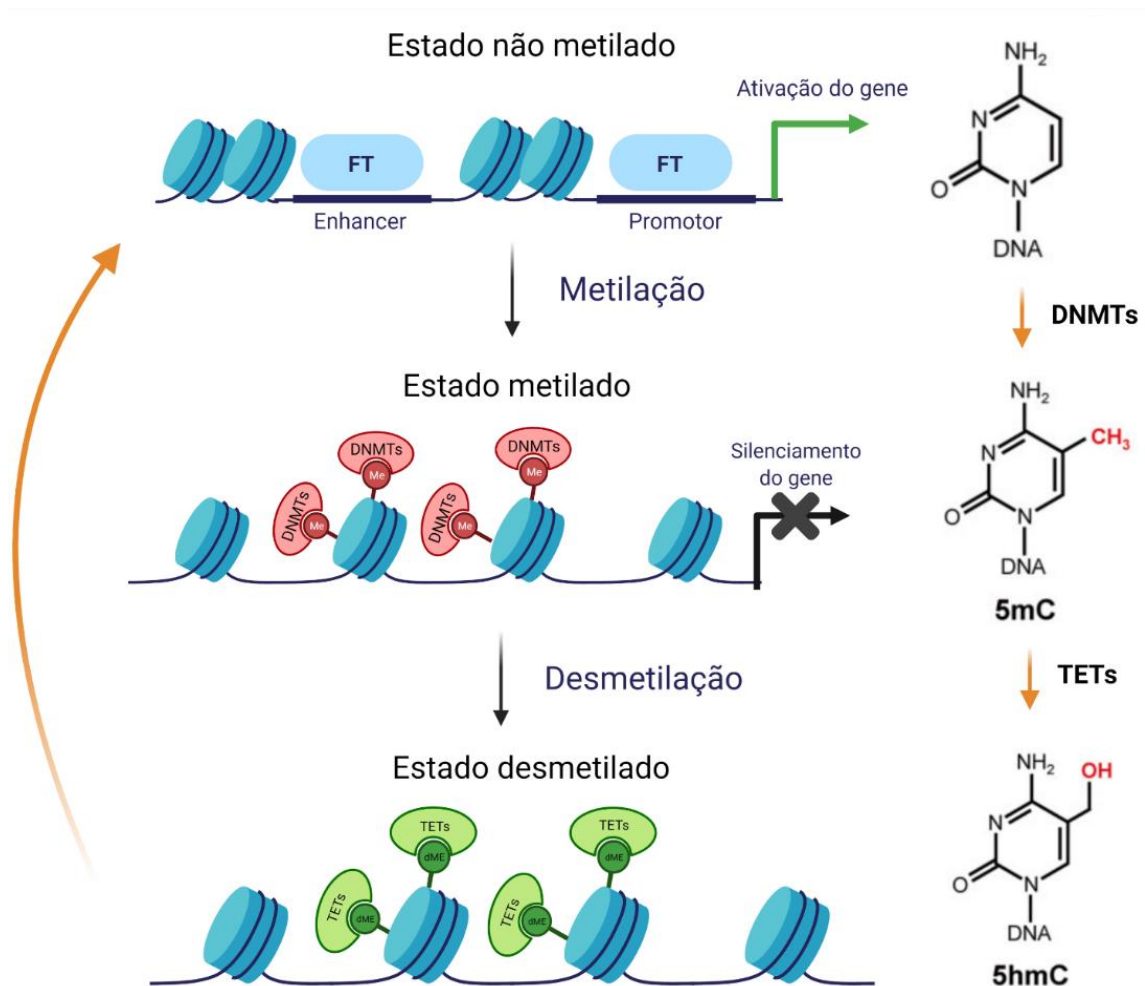 Estado não metilado
Ativação do gene
FT
FT
Enhancer
Promotor
NH2
N
O
N
DNA
Metilação
DNMTs
Estado metilado
DNMTs
Me
DNMTs
Me
DNMTs
Me
DNMTs
Me
Silenciamento
do gene
NH2
CH3
N
O
N
DNA
5mC
Desmetilação
TETs
Estado desmetilado
TETs
dME
TETs
dME
TETs
dME
TETs
dME
NH2
OH
N
O
N
DNA
5hmC